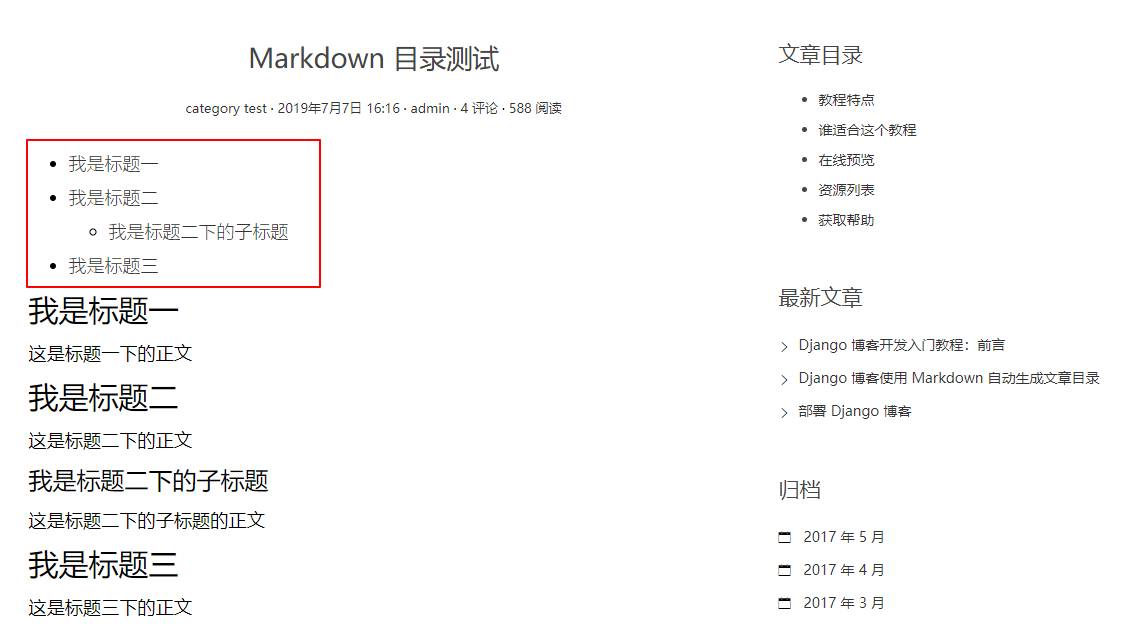 Markdown 目录测试
category test · 2019年7月7日 16:16 · admin · 4 评论 · 588 阅读
我是标题一
我是标题二
我是标题二下的子标题
我是标题三
我是标题一
这是标题一下的正文
我是标题二
这是标题二下的正文
我是标题二下的子标题
这是标题二下的子标题的正文
我是标题三
这是标题三下的正文
文章目录
教程特点
谁适合这个教程
在线预览
资源列表
获取帮助
最新文章
Django 博客开发入门教程：前言
Django 博客使用 Markdown 自动生成文章目录
部署 Django 博客
归档
2017 年 5 月
2017 年 4 月
2017 年 3 月